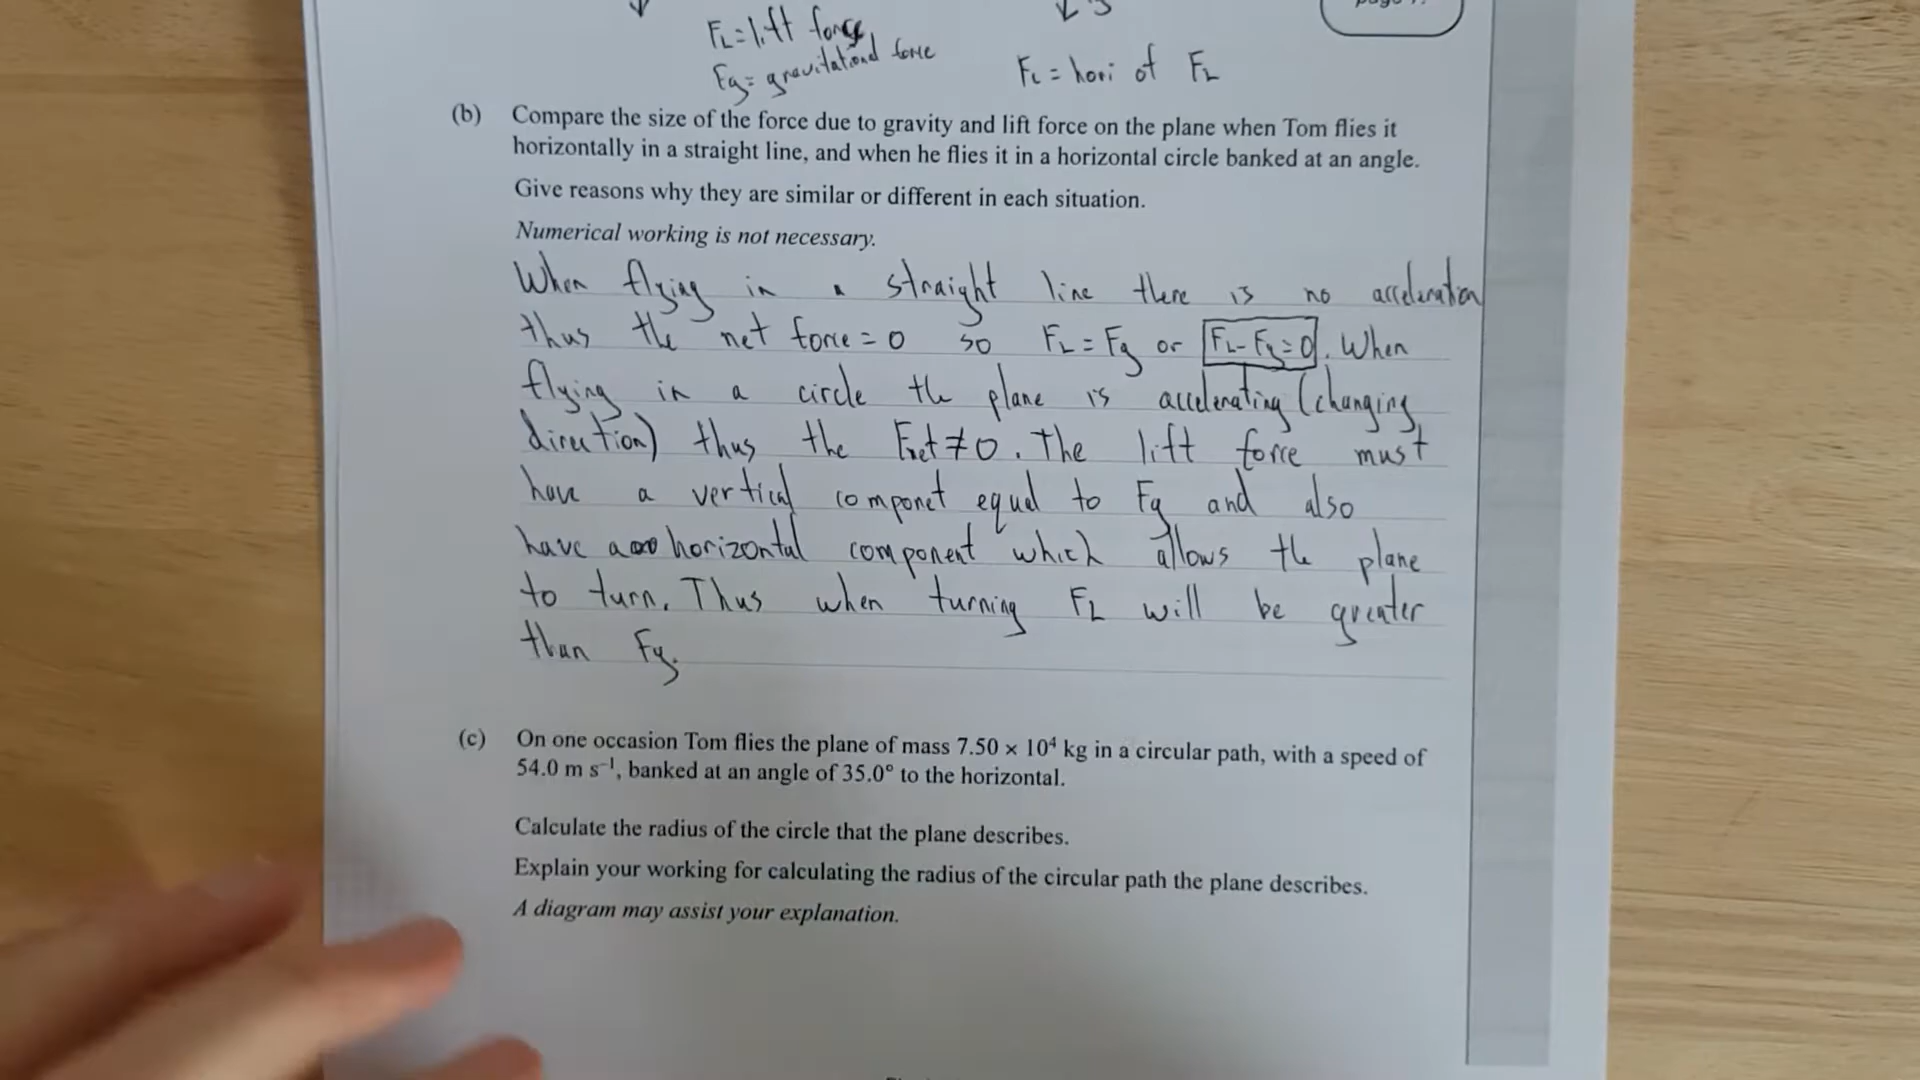 FL = lift force
Fg = gravitational force
Fc = hori of FL
(b) Compare the size of the force due to gravity and lift force on the plane when Tom flies it
horizontally in a straight line, and when he flies it in a horizontal circle banked at an angle.
Give reasons why they are similar or different in each situation.
Numerical working is not necessary.
When flying in a straight line there is no acceleration
thus the net force = 0 so FL = Fg or FL - Fg = 0. When
flying in a circle the plane is accelerating (changing
direction) thus the Fnet ≠ 0. The lift force must
have a vertical componet equal to Fg and also
have a horizontal component which allows the plane
to turn. Thus when turning FL will be greater
than Fg.
(c) On one occasion Tom flies the plane of mass 7.50 × 10⁴ kg in a circular path, with a speed of
54.0 m s⁻¹, banked at an angle of 35.0° to the horizontal.
Calculate the radius of the circle that the plane describes.
Explain your working for calculating the radius of the circular path the plane describes.
A diagram may assist your explanation.